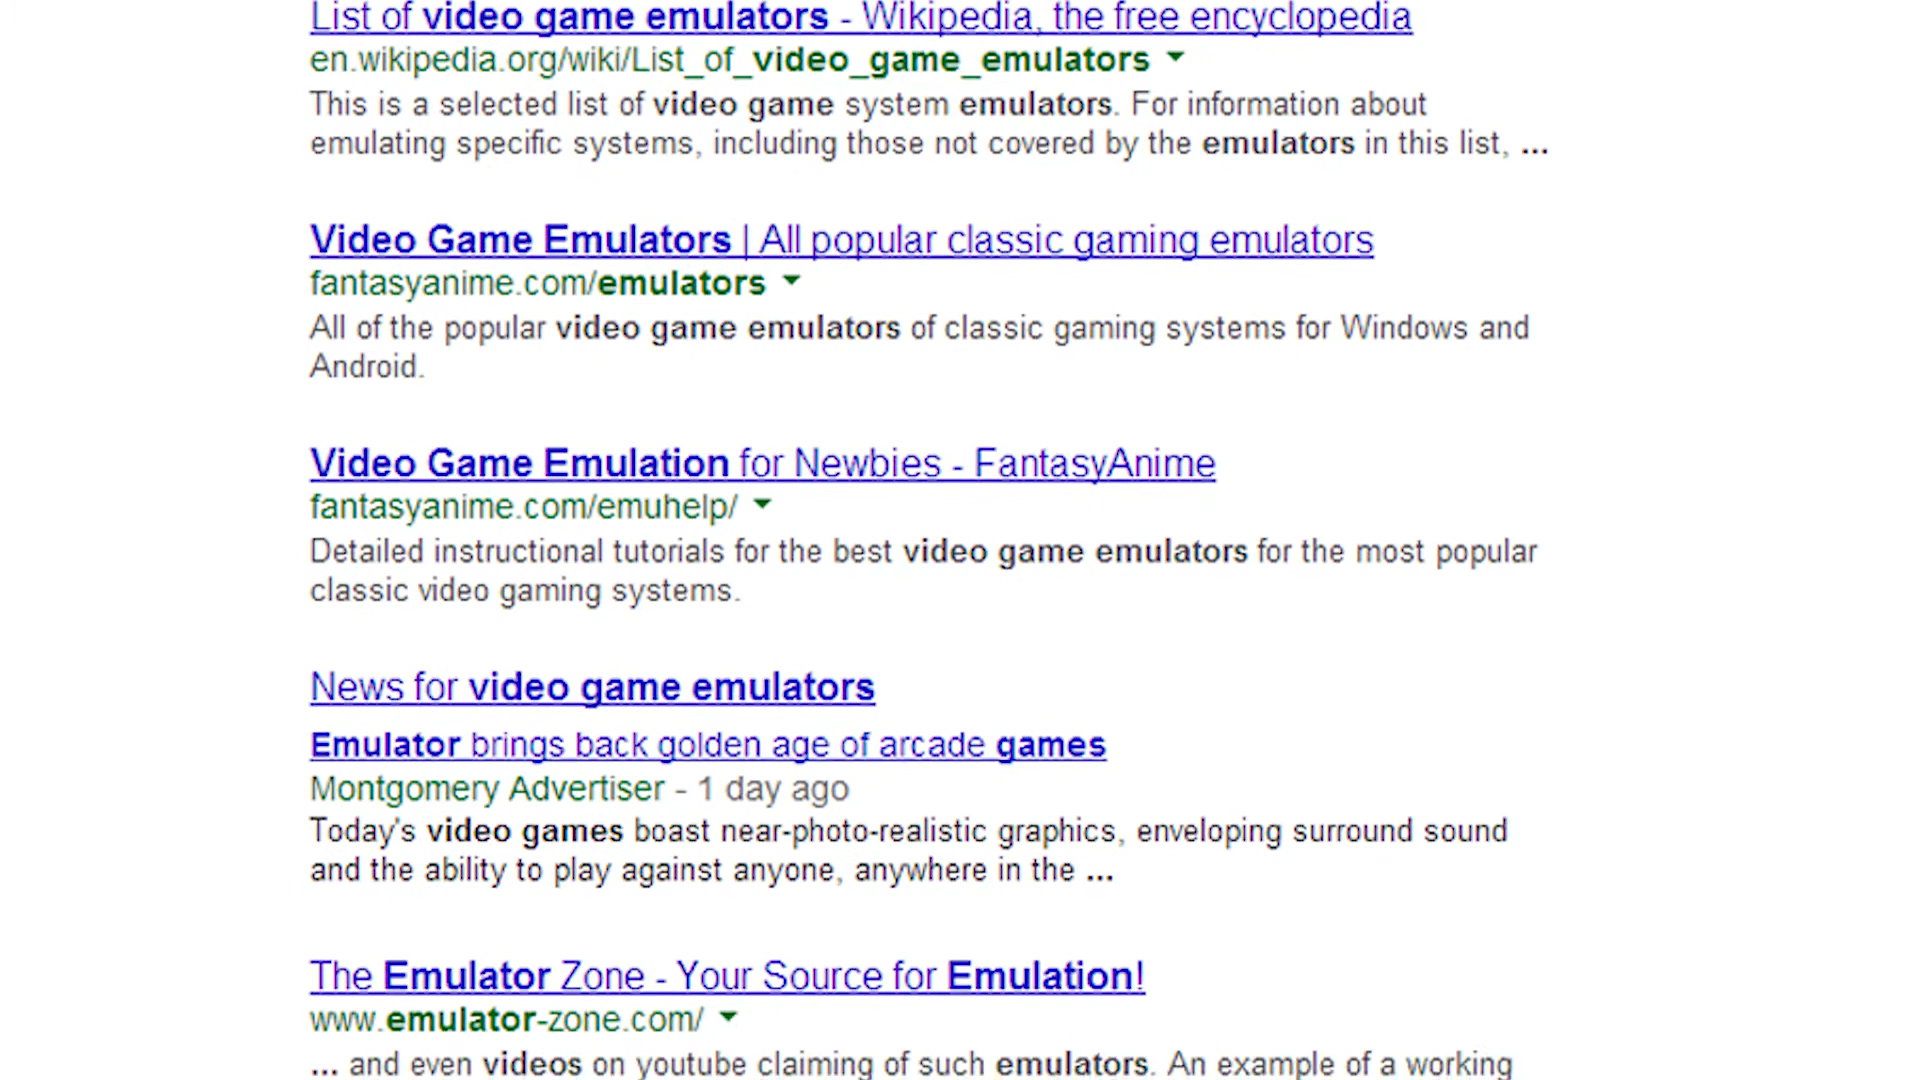 List of video game emulators - Wikipedia, the free encyclopedia
en.wikipedia.org/wiki/List_of_video_game_emulators
This is a selected list of video game system emulators. For information about
emulating specific systems, including those not covered by the emulators in this list, ...
Video Game Emulators | All popular classic gaming emulators
fantasyanime.com/emulators
All of the popular video game emulators of classic gaming systems for Windows and
Android.
Video Game Emulation for Newbies - FantasyAnime
fantasyanime.com/emuhelp/
Detailed instructional tutorials for the best video game emulators for the most popular
classic video gaming systems.
News for video game emulators
Emulator brings back golden age of arcade games
Montgomery Advertiser - 1 day ago
Today's video games boast near-photo-realistic graphics, enveloping surround sound
and the ability to play against anyone, anywhere in the ...
The Emulator Zone - Your Source for Emulation!
www.emulator-zone.com/
... and even videos on youtube claiming of such emulators. An example of a working